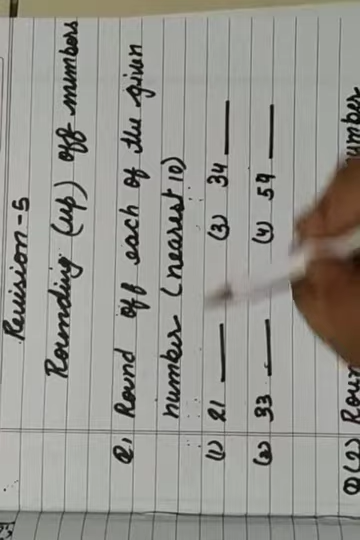 Revision-5
Rounding (up) off numbers
Q1 Round off each of the given
number (nearest 10)
(1) 21 ___ (3) 34 ___
(2) 33 ___ (4) 59 ___
Q(2)